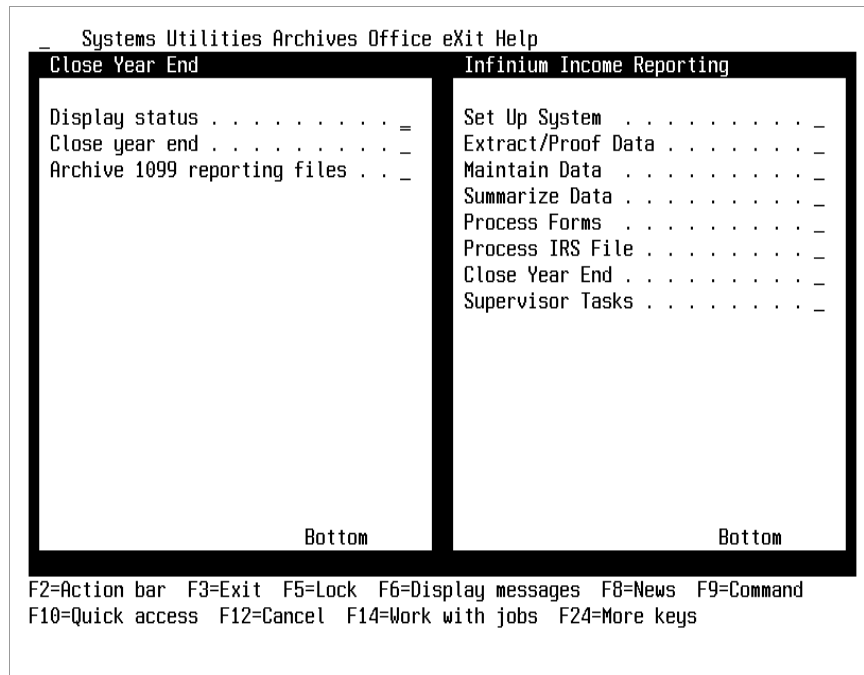 _ Systems Utilities Archives Office eXit Help
Close Year End
Display status . . . . . . . . . _
Close year end . . . . . . . . . _
Archive 1099 reporting files . . _
Bottom
Infinium Income Reporting
Set Up System . . . . . . . . . _
Extract/Proof Data . . . . . . . _
Maintain Data . . . . . . . . . _
Summarize Data . . . . . . . . . _
Process Forms . . . . . . . . . _
Process IRS File . . . . . . . . _
Close Year End . . . . . . . . . _
Supervisor Tasks . . . . . . . . _
Bottom
F2=Action bar F3=Exit F5=Lock F6=Display messages F8=News F9=Command
F10=Quick access F12=Cancel F14=Work with jobs F24=More keys